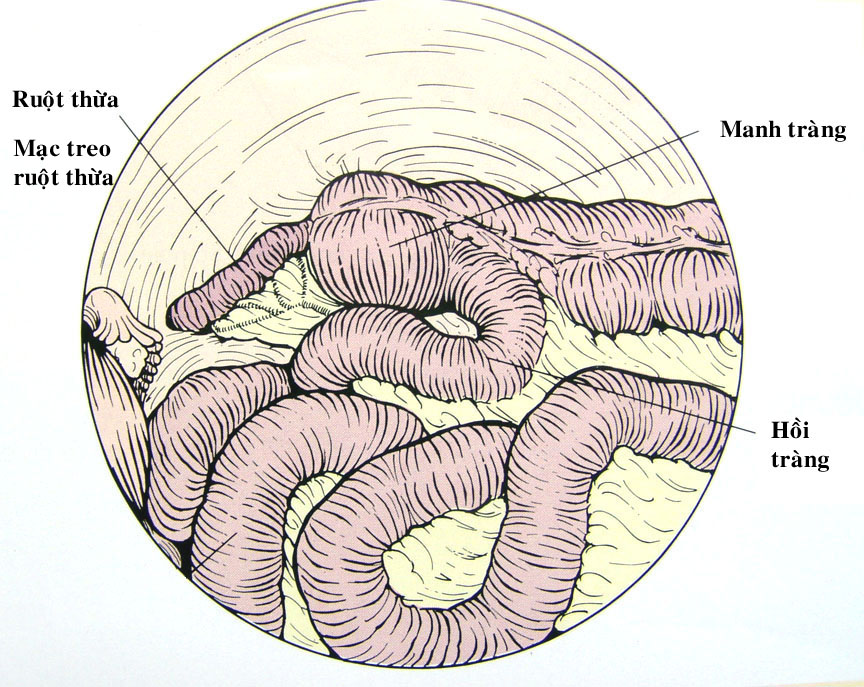 Ruột thừa
Mạc treo
ruột thừa
Manh tràng
Hồi
tràng